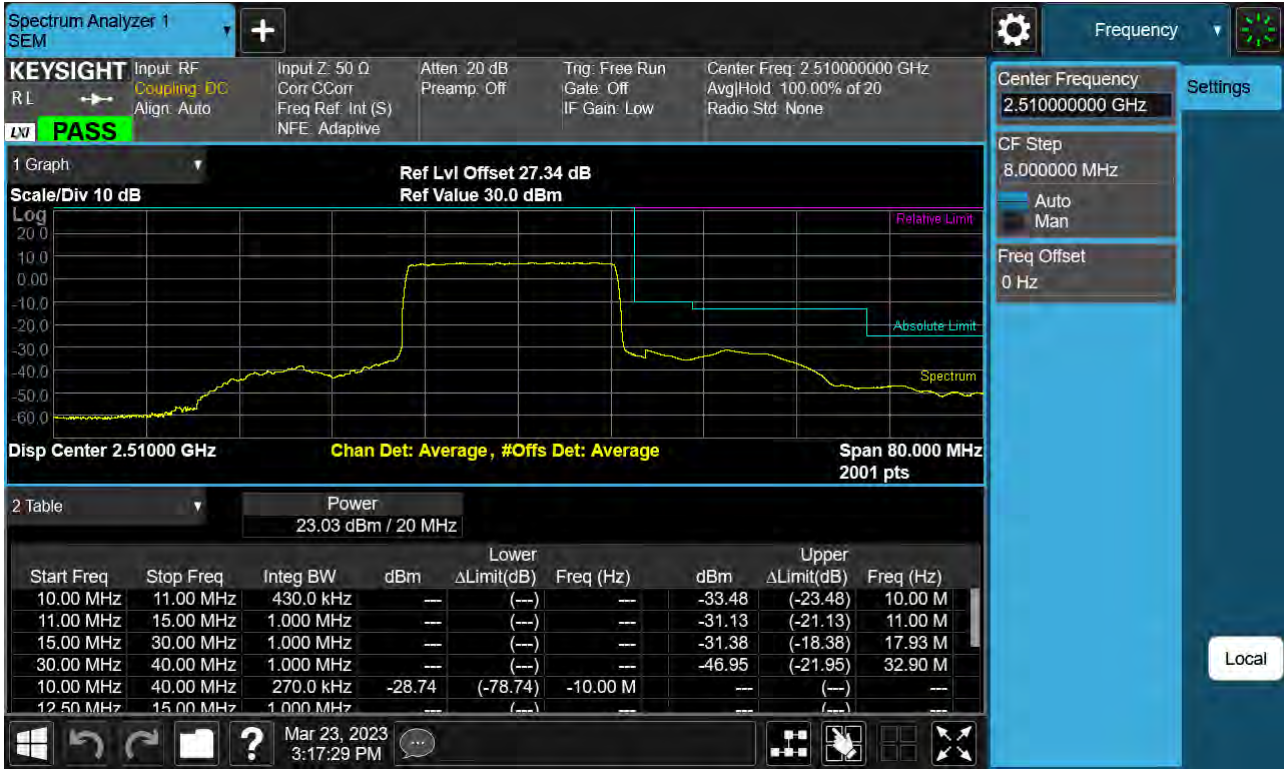 Spectrum Analyzer 1
SEM
Frequency
KEYSIGHT
RL
LXI
PASS
Input: RF
Coupling: DC
Align: Auto
Input Z: 50 Ω
Corr CCorr
Freq Ref: Int (S)
NFE: Adaptive
Atten: 20 dB
Preamp: Off
Trig: Free Run
Gate: Off
IF Gain: Low
Center Freq: 2.510000000 GHz
Avg|Hold: 100.00% of 20
Radio Std: None
Center Frequency
2.510000000 GHz
Settings
CF Step
8.000000 MHz
Auto
Man
Freq Offset
0 Hz
Local
1 Graph
Scale/Div 10 dB
Ref Lvl Offset 27.34 dB
Ref Value 30.0 dBm
Log
20.0
10.0
0.00
-10.0
-20.0
-30.0
-40.0
-50.0
-60.0
Relative Limit
Absolute Limit
Spectrum
Disp Center 2.51000 GHz
Chan Det: Average, #Offs Det: Average
Span 80.000 MHz
2001 pts
2 Table
Power
23.03 dBm / 20 MHz
Lower Upper
Start Freq Stop Freq Integ BW dBm ΔLimit(dB) Freq (Hz) dBm ΔLimit(dB) Freq (Hz)
10.00 MHz 11.00 MHz 430.0 kHz --- (---) --- -33.48 (-23.48) 10.00 M
11.00 MHz 15.00 MHz 1.000 MHz --- (---) --- -31.13 (-21.13) 11.00 M
15.00 MHz 30.00 MHz 1.000 MHz --- (---) --- -31.38 (-18.38) 17.93 M
30.00 MHz 40.00 MHz 1.000 MHz --- (---) --- -46.95 (-21.95) 32.90 M
10.00 MHz 40.00 MHz 270.0 kHz -28.74 (-78.74) -10.00 M --- (---) ---
12.50 MHz 15.00 MHz 1.000 MHz --- (---) --- --- (---) ---
?
Mar 23, 2023
3:17:29 PM